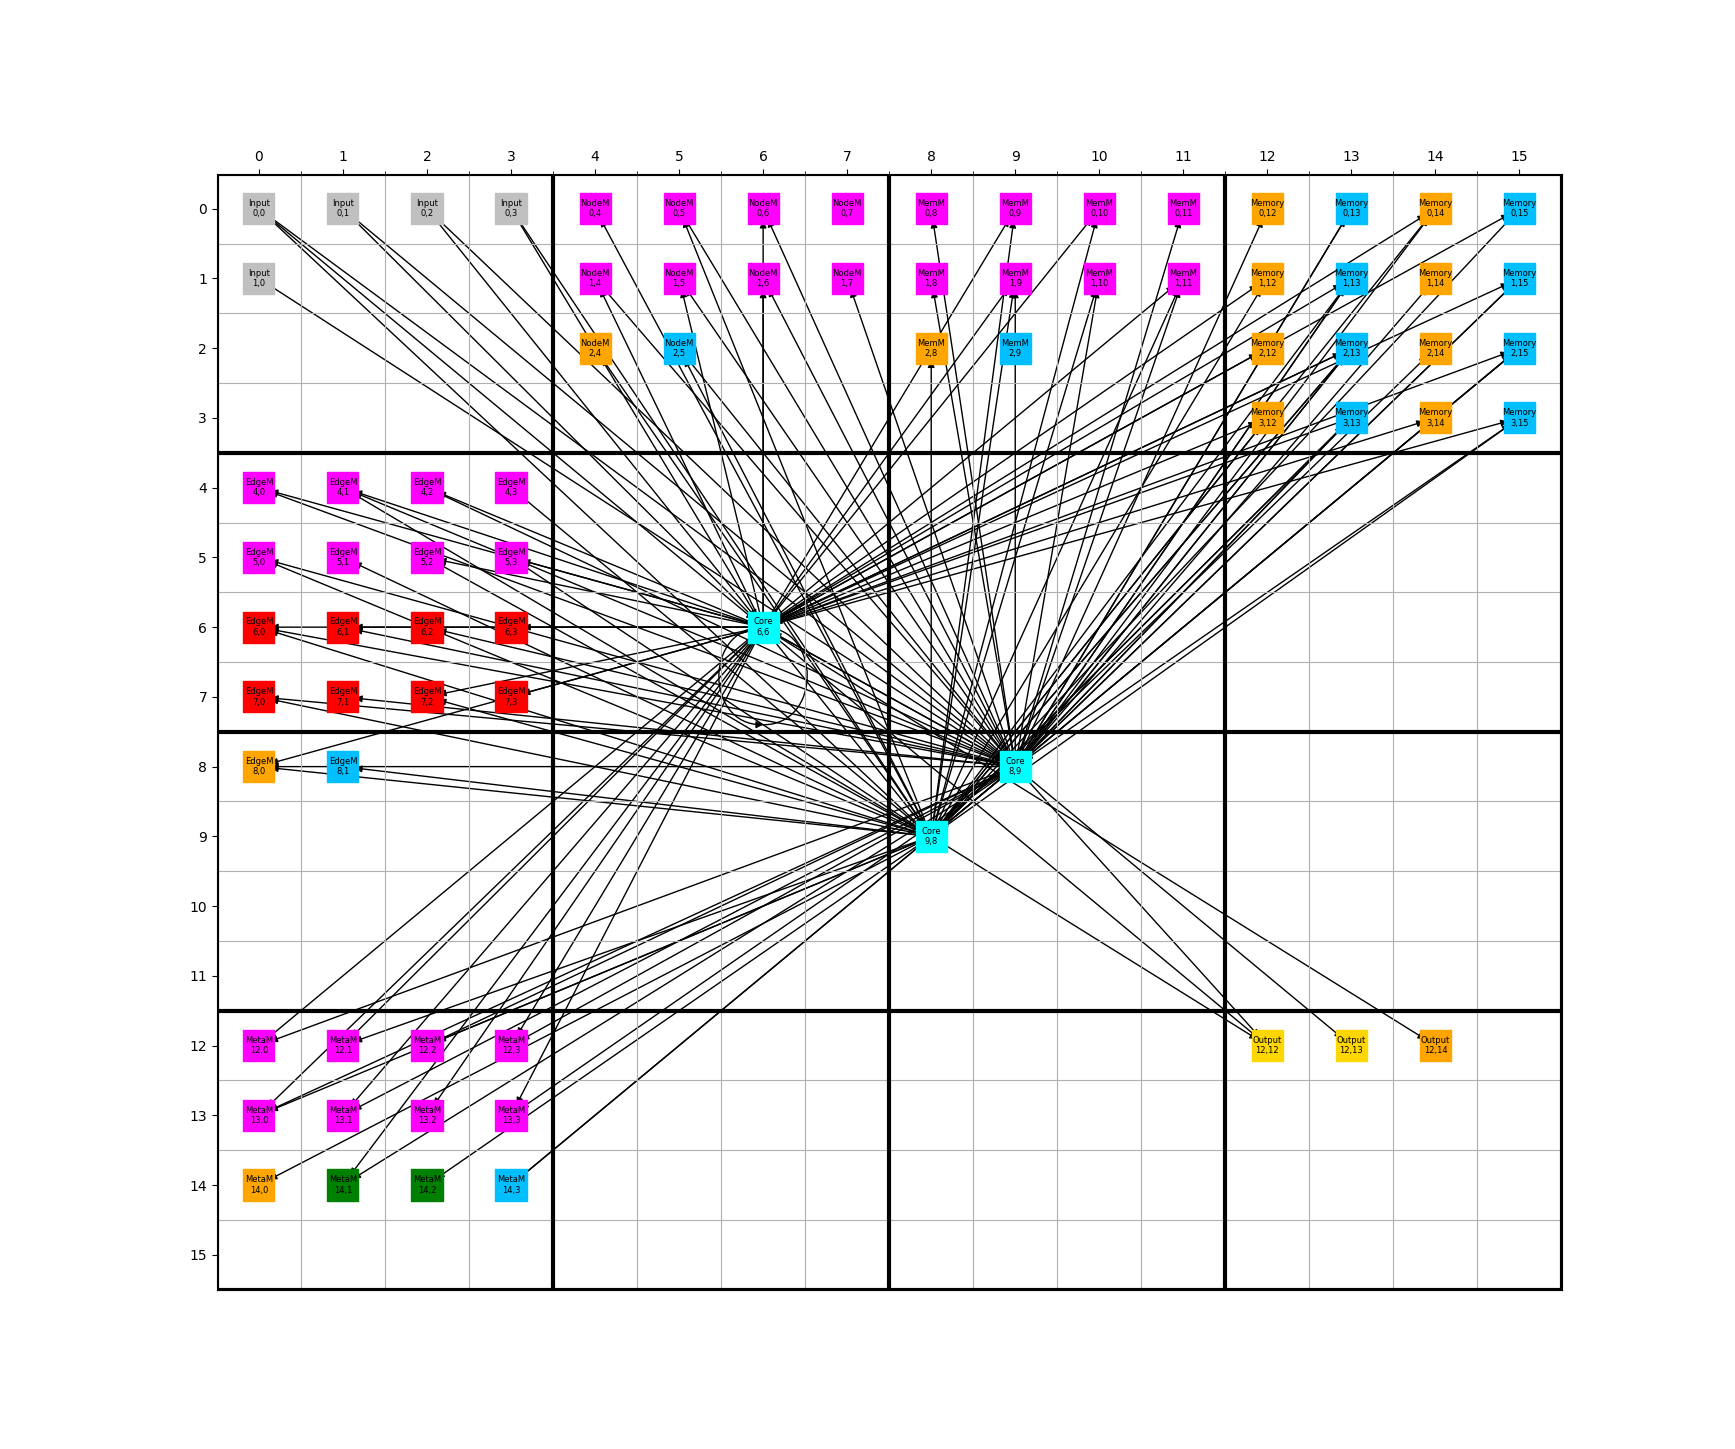 0 1 2 3 4 5 6 7 8 9 10 11 12 13 14 15
0
Input Input Input Input NodeM NodeM NodeM NodeM MemM MemM MemM MemM Memory Memory Memory Memory
0,0 0,1 0,2 0,3 0,4 0,5 0,6 0,7 0,8 0,9 0,10 0,11 0,12 0,13 0,14 0,15
1
Input NodeM NodeM NodeM NodeM MemM MemM MemM MemM Memory Memory Memory Memory
1,0 1,4 1,5 1,6 1,7 1,8 1,9 1,10 1,11 1,12 1,13 1,14 1,15
2
NodeM NodeM MemM MemM Memory Memory Memory Memory
2,4 2,5 2,8 2,9 2,12 2,13 2,14 2,15
3
Memory Memory Memory Memory
3,12 3,13 3,14 3,15
4
EdgeM EdgeM EdgeM EdgeM
4,0 4,1 4,2 4,3
5
EdgeM EdgeM EdgeM EdgeM
5,0 5,1 5,2 5,3
6
EdgeM EdgeM EdgeM EdgeM Core
6,0 6,1 6,2 6,3 6,6
7
EdgeM EdgeM EdgeM EdgeM
7,0 7,1 7,2 7,3
8
EdgeM EdgeM Core
8,0 8,1 8,9
9
Core
9,8
10
11
12
MetaM MetaM MetaM MetaM Output Output Output
12,0 12,1 12,2 12,3 12,12 12,13 12,14
13
MetaM MetaM MetaM MetaM
13,0 13,1 13,2 13,3
14
MetaM MetaM MetaM MetaM
14,0 14,1 14,2 14,3
15